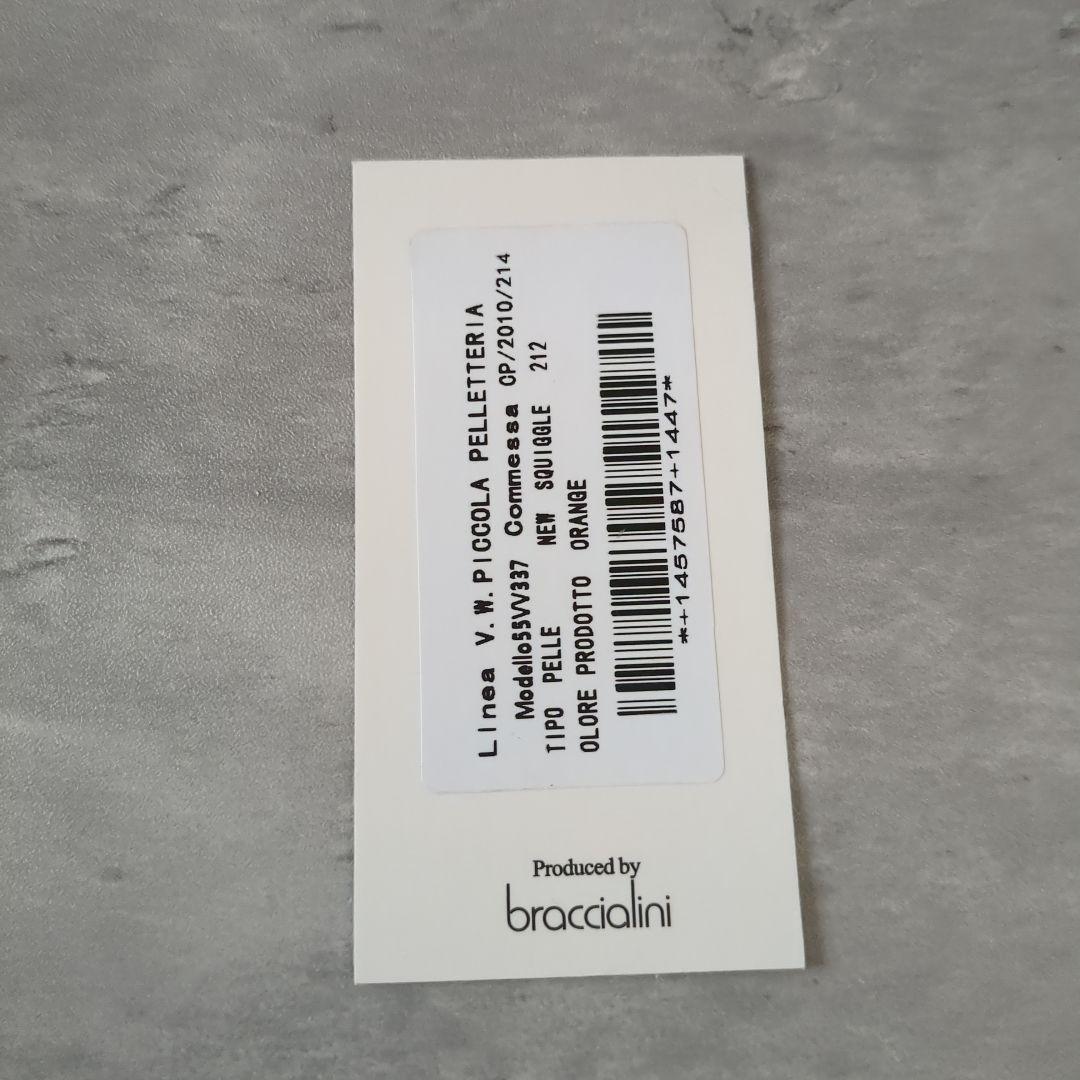 Linea V.W.PICCOLA PELLETTERIA
Modello55VV337 Commessa CP/2010/214
TIPO PELLE NEW SQUIGGLE 212
OLORE PRODOTTO ORANGE
*+1457587+1447*
Produced by
braccialini